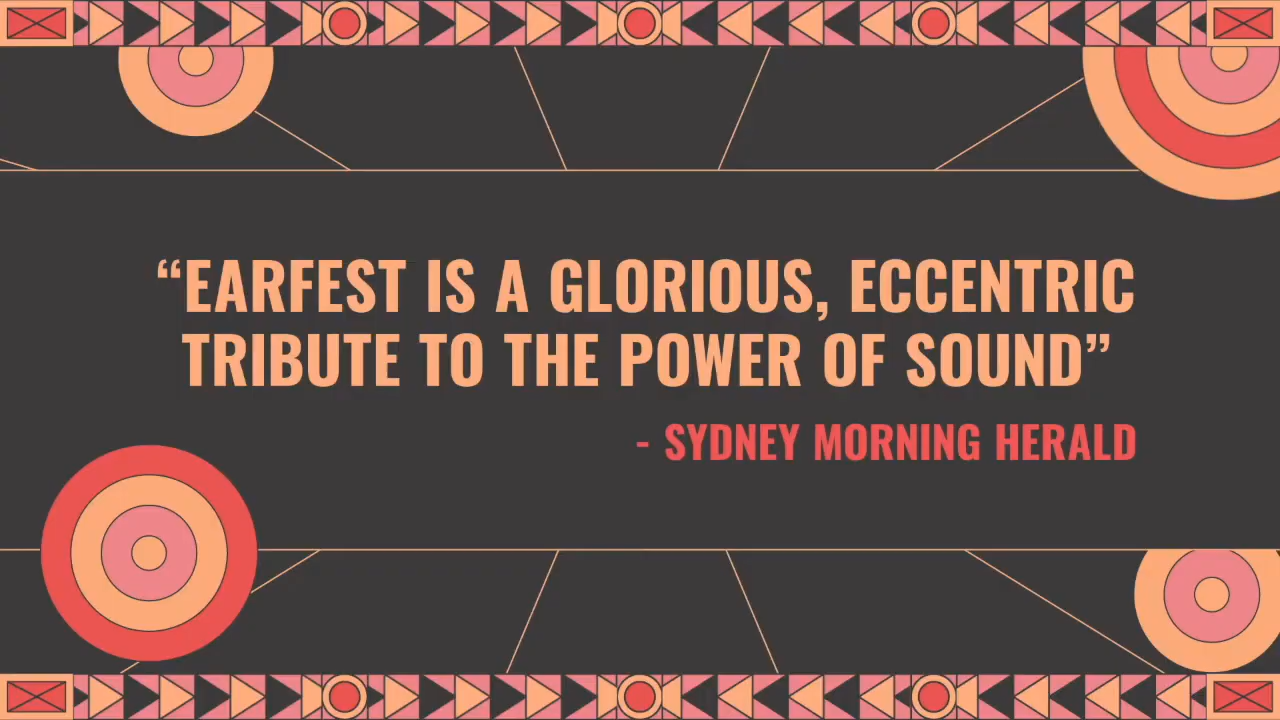 “EARFEST IS A GLORIOUS, ECCENTRIC
TRIBUTE TO THE POWER OF SOUND”
- SYDNEY MORNING HERALD